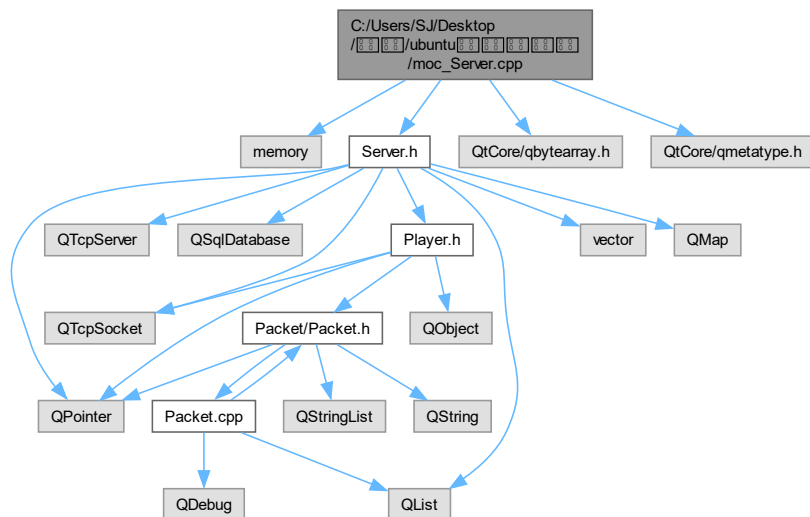 C:/Users/SJ/Desktop
/ /ubuntu
/moc_Server.cpp
memory
Server.h
QtCore/qbytearray.h
QtCore/qmetatype.h
QTcpServer
QSqlDatabase
Player.h
vector
QMap
QTcpSocket
Packet/Packet.h
QObject
QPointer
Packet.cpp
QStringList
QString
QDebug
QList